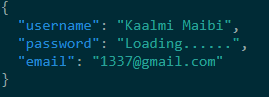 {
"username": "Kaalmi Maibi",
"password": "Loading......",
"email": "1337@gmail.com"
}